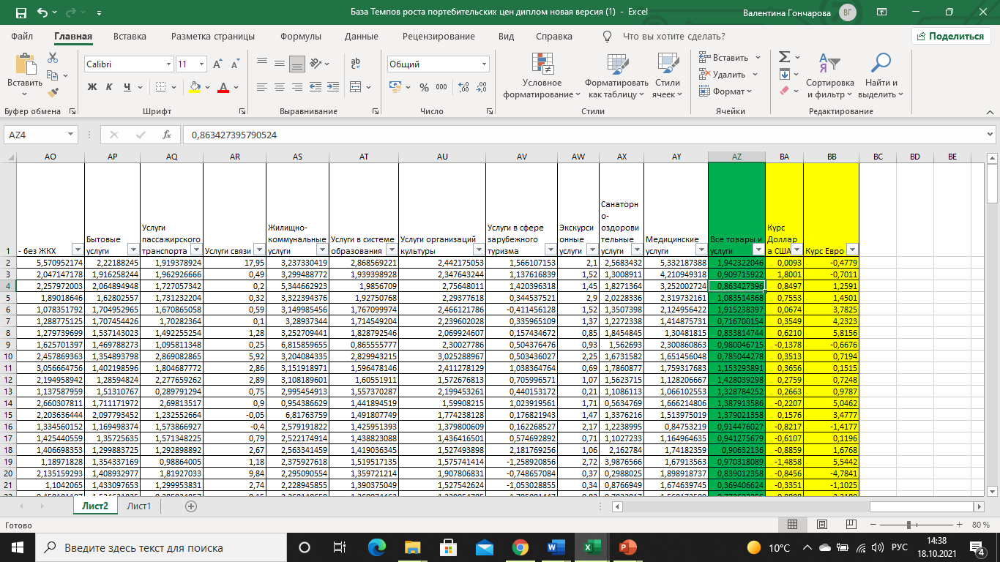 База Темпов роста портебительских цен диплом новая версия (1) - Excel
Валентина Гончарова ВГ
Файл Главная Вставка Разметка страницы Формулы Данные Рецензирование Вид Справка Что вы хотите сделать? Поделиться
Calibri 11 Общий Вставить
Вставить Удалить
Ж К Ч А % 000 Условное Форматировать Стили Формат Сортировка Найти и
форматирование как таблицу ячеек и фильтр выделить
Буфер обмена Шрифт Выравнивание Число Стили Ячейки Редактирование
AZ4 fx 0,863427395790524
AO AP AQ AR AS AT AU AV AW AX AY AZ BA BB BC BD BE
1 - без ЖКХ Бытовые услуги Услуги пассажирского транспорта Услуги связи Жилищно-коммунальные услуги Услуги в системе образования Услуги организаций культуры Услуги в сфере зарубежного туризма Экскурсионные услуги Санаторно-оздоровительные услуги Медицинские услуги Все товары и услуги Курс Доллара США Курс Евро
2 5,570952174 2,22188245 1,919378924 17,95 3,237330419 2,868569221 2,442175053 1,566107153 2,1 2,5683432 5,332187388 1,942322046 0,0093 -0,4779
3 2,047147178 1,916258244 1,962926666 0,49 3,299488772 1,939398928 2,347643244 1,137616839 1,52 1,3008911 4,210949318 0,909715922 1,8001 -0,7011
4 2,257972003 2,064894948 1,727057342 0,2 5,344662923 1,9856709 2,75648011 1,420396318 1,45 1,8271364 3,252002724 0,863427396 0,8497 1,2591
5 1,89018646 1,62802557 1,731232204 0,32 3,322394376 1,92750768 2,29377618 0,344537521 2,9 2,0228336 2,319732161 1,083514368 0,7553 1,4501
6 1,078351792 1,704952965 1,670865058 0,59 3,149985456 1,767099974 2,466121786 -0,411456128 1,52 1,3507398 2,124956422 1,915238397 0,0674 3,7825
7 1,288775125 1,707454426 1,70282364 0,1 3,28937344 1,714549204 2,239602028 0,335965109 1,37 1,2272338 1,414875731 0,716700154 0,3549 4,2323
8 1,279739699 1,537143023 1,492255254 1,28 3,252709441 1,828792546 2,069924607 0,157434672 0,85 1,8454845 1,30481815 0,833814744 0,6210 5,8156
9 1,625701397 1,469788273 1,095811348 0,25 6,815859655 0,865555777 2,30027786 0,504376476 0,93 1,562693 2,300860863 0,980046715 -0,1378 -0,6676
10 2,457869363 1,354893798 2,869082865 5,92 3,204084335 2,829943215 3,025288967 0,503436027 2,25 1,6731582 1,651456048 0,785044278 0,3513 0,7194
11 3,056664756 1,402198596 1,804687772 2,86 3,151918971 1,596478146 2,411278129 1,038364764 0,69 1,7860877 1,759317683 1,153293891 0,3656 0,1515
12 2,194958942 1,28594824 2,277659262 2,89 3,108189601 1,60551911 1,572676813 0,705996571 1,07 1,5623715 1,128206667 1,428039298 0,2759 0,7248
13 1,137587959 1,51310767 0,289791294 0,75 2,995454913 1,557370287 2,199453261 0,440153172 0,21 1,1086113 1,066102553 1,328784252 0,2663 0,9787
14 2,660307811 1,711171972 2,69813517 0,9 0,954386629 1,441894519 1,59908215 1,023919561 1,71 0,5634769 1,666214806 1,387913586 -0,2207 5,0462
15 2,203636444 2,097793452 1,232552664 -0,05 6,81763759 1,491807749 1,774238128 0,176821943 1,47 1,3376216 1,513975019 1,379021358 0,1576 3,4777
16 1,334560152 1,169498374 1,573866927 -0,4 2,579191822 1,425951393 1,379800609 0,162268527 2,17 1,2238995 0,84753219 0,914476027 -0,8217 -1,4177
17 1,425440559 1,35725635 1,571348225 0,79 2,522174914 1,438823088 1,436416501 0,574692892 0,71 1,1027233 1,164964635 0,941275679 -0,6107 0,1196
18 1,406698353 1,299883725 1,292898892 2,67 2,563341459 1,419036345 1,527493898 2,181769256 1,06 2,162784 1,74182359 0,90632136 -0,8859 1,6768
19 1,18971828 1,354337169 0,98864005 1,18 2,375927618 1,519517135 1,575741414 -1,258920856 2,72 3,9876566 1,67913563 0,970318089 -1,4858 5,5442
20 2,135159293 1,408932977 1,81927033 9,84 2,295090554 1,359721214 1,907806831 -0,748657084 0,37 0,2988025 1,898918737 0,839012358 -0,8456 -4,7841
21 1,1042065 1,433097653 1,299953831 2,74 2,228945855 1,390375049 1,527542624 -1,053028855 0,34 0,8766949 1,674639745 0,369406624 -0,3351 -1,1025
Лист2 Лист1
Готово 80 %
Введите здесь текст для поиска 10°C РУС 14:38
18.10.2021 4